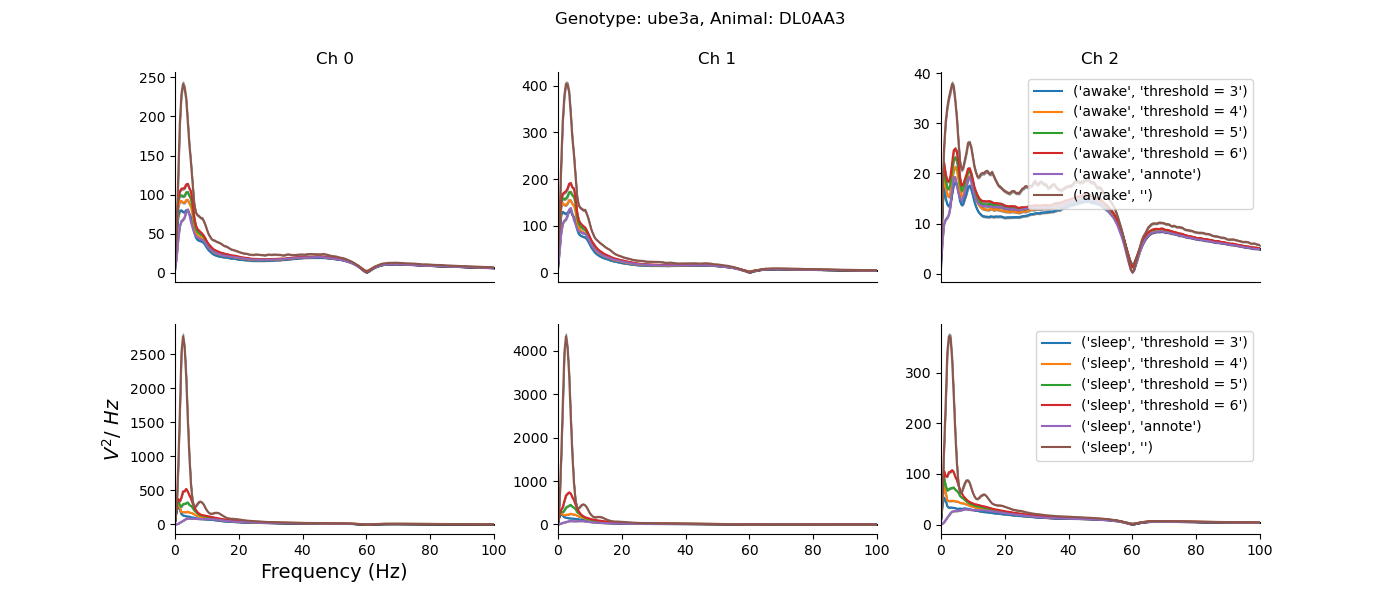 Genotype: ube3a, Animal: DL0AA3
Ch 0
Ch 1
Ch 2
250
200
150
100
50
0
400
300
200
100
0
40
30
20
10
0
('awake', 'threshold = 3')
('awake', 'threshold = 4')
('awake', 'threshold = 5')
('awake', 'threshold = 6')
('awake', 'annote')
('awake', '')
V²/ Hz
2500
2000
1500
1000
500
0
0 20 40 60 80 100
Frequency (Hz)
4000
3000
2000
1000
0
0 20 40 60 80 100
300
200
100
0
0 20 40 60 80 100
('sleep', 'threshold = 3')
('sleep', 'threshold = 4')
('sleep', 'threshold = 5')
('sleep', 'threshold = 6')
('sleep', 'annote')
('sleep', '')